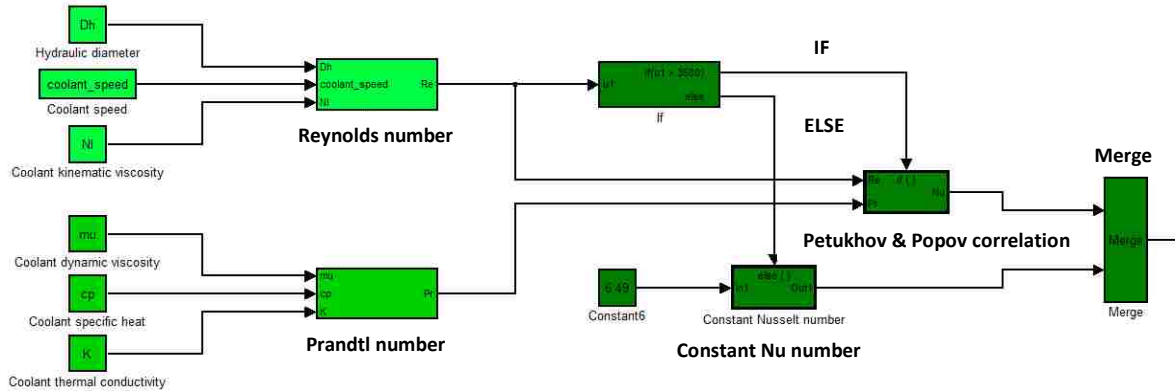 Dh
Hydraulic diameter
coolant_speed
Coolant speed
NI
Coolant kinematic viscosity
Dh
coolant_speed
NI
Re
Reynolds number
u1
if(u1 > 3500)
else
If
IF
ELSE
mu
Coolant dynamic viscosity
cp
Coolant specific heat
K
Coolant thermal conductivity
mu
cp
K
Pr
Prandtl number
Re
Pr
if { }
Nu
Petukhov & Popov correlation
6.49
Constant6
else { }
In1
Out1
Constant Nusselt number
Constant Nu number
Merge
Merge
Merge